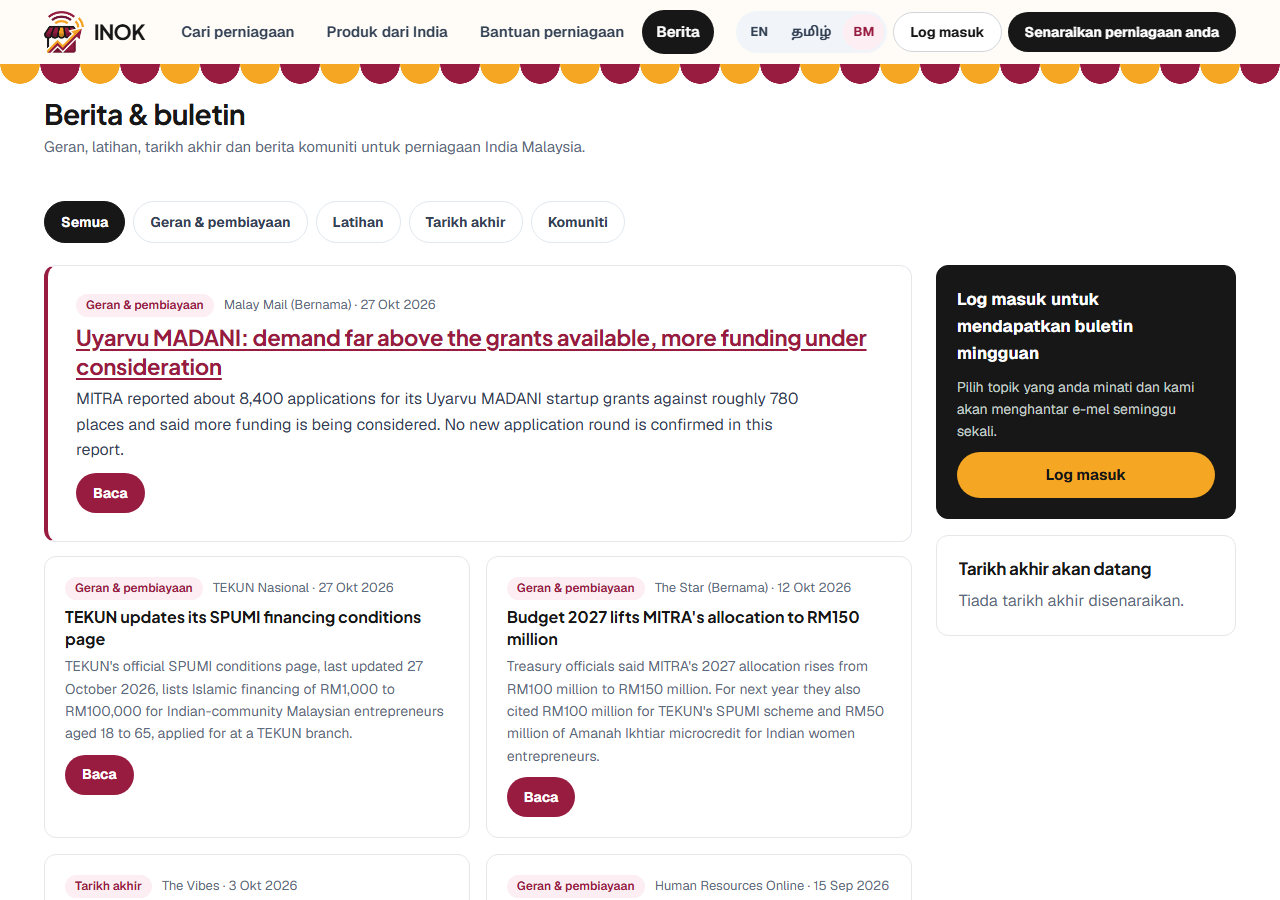 INOK
Cari perniagaan
Produk dari India
Bantuan perniagaan
Berita
EN
தமிழ்
BM
Log masuk
Senaraikan perniagaan anda
Berita & buletin
Geran, latihan, tarikh akhir dan berita komuniti untuk perniagaan India Malaysia.
Semua
Geran & pembiayaan
Latihan
Tarikh akhir
Komuniti
Geran & pembiayaan
Malay Mail (Bernama) · 27 Okt 2026
Uyarvu MADANI: demand far above the grants available, more funding under
consideration
MITRA reported about 8,400 applications for its Uyarvu MADANI startup grants against roughly 780
places and said more funding is being considered. No new application round is confirmed in this
report.
Baca
Log masuk untuk
mendapatkan buletin
mingguan
Pilih topik yang anda minati dan kami
akan menghantar e-mel seminggu
sekali.
Log masuk
Tarikh akhir akan datang
Tiada tarikh akhir disenaraikan.
Geran & pembiayaan
TEKUN Nasional · 27 Okt 2026
TEKUN updates its SPUMI financing conditions
page
TEKUN's official SPUMI conditions page, last updated 27
October 2026, lists Islamic financing of RM1,000 to
RM100,000 for Indian-community Malaysian entrepreneurs
aged 18 to 65, applied for at a TEKUN branch.
Baca
Geran & pembiayaan
The Star (Bernama) · 12 Okt 2026
Budget 2027 lifts MITRA's allocation to RM150
million
Treasury officials said MITRA's 2027 allocation rises from
RM100 million to RM150 million. For next year they also
cited RM100 million for TEKUN's SPUMI scheme and RM50
million of Amanah Ikhtiar microcredit for Indian women
entrepreneurs.
Baca
Tarikh akhir
The Vibes · 3 Okt 2026
Geran & pembiayaan
Human Resources Online · 15 Sep 2026